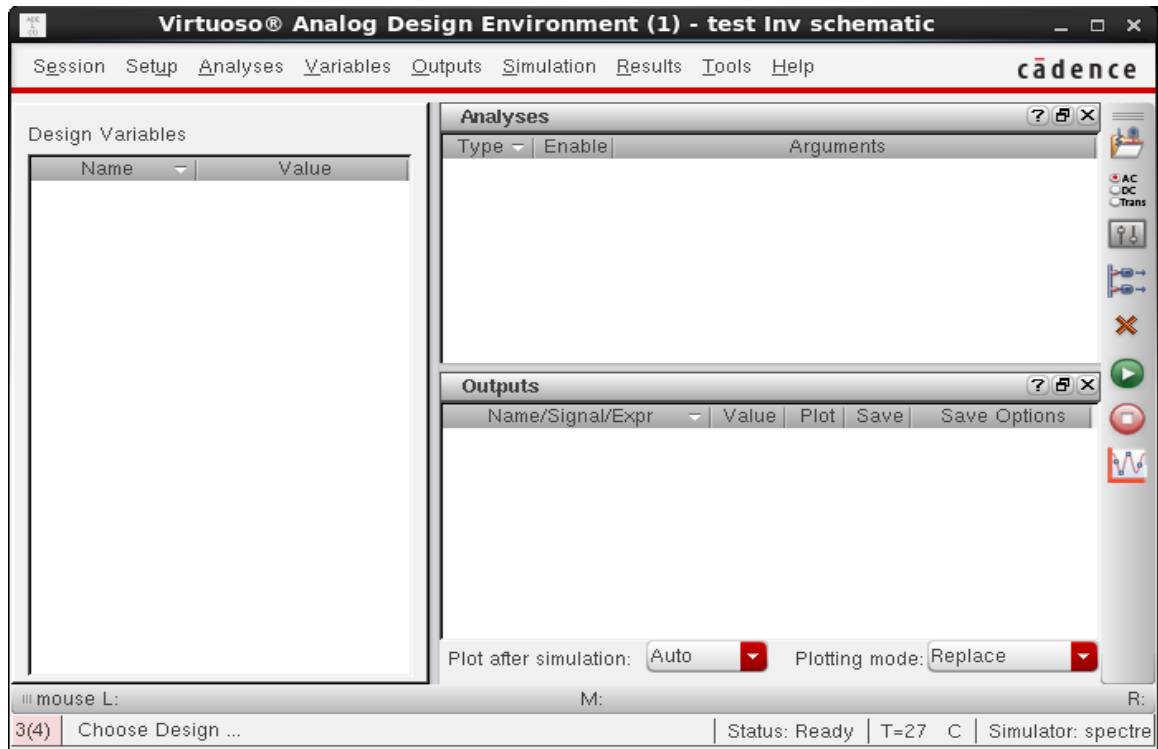 Virtuoso® Analog Design Environment (1) - test Inv schematic
Session Setup Analyses Variables Outputs Simulation Results Tools Help cādence
Design Variables
Name Value
Analyses
Type Enable Arguments
AC
DC
Trans
Outputs
Name/Signal/Expr Value Plot Save Save Options
Plot after simulation: Auto Plotting mode: Replace
mouse L: M: R:
3(4) Choose Design ... Status: Ready T=27 C Simulator: spectre